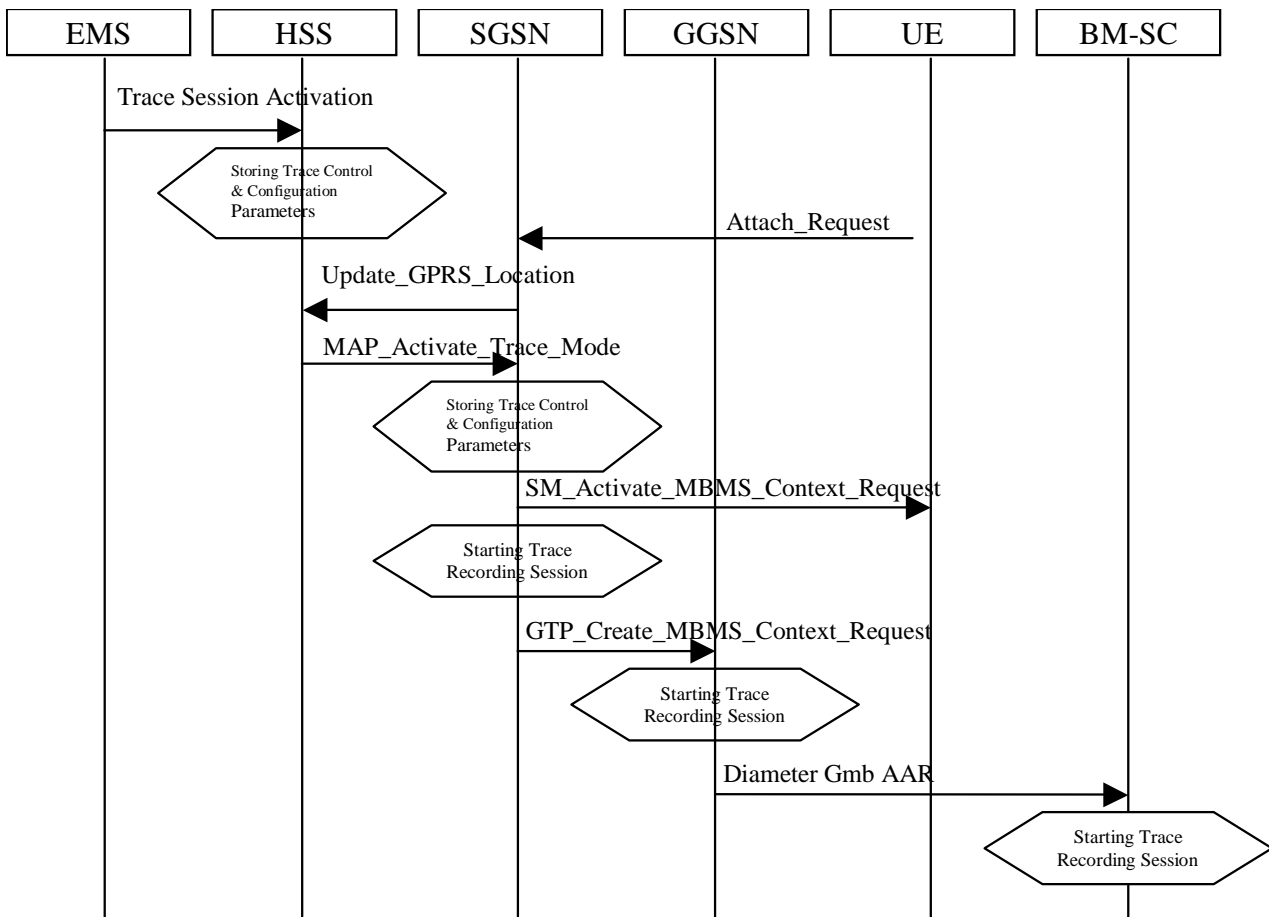 EMS
HSS
SGSN
GGSN
UE
BM-SC
Trace Session Activation
Storing Trace Control
& Configuration
Parameters
Attach_Request
Update_GPRS_Location
MAP_Activate_Trace_Mode
Storing Trace Control
& Configuration
Parameters
SM_Activate_MBMS_Context_Request
Starting Trace
Recording Session
GTP_Create_MBMS_Context_Request
Starting Trace
Recording Session
Diameter Gmb AAR
Starting Trace
Recording Session